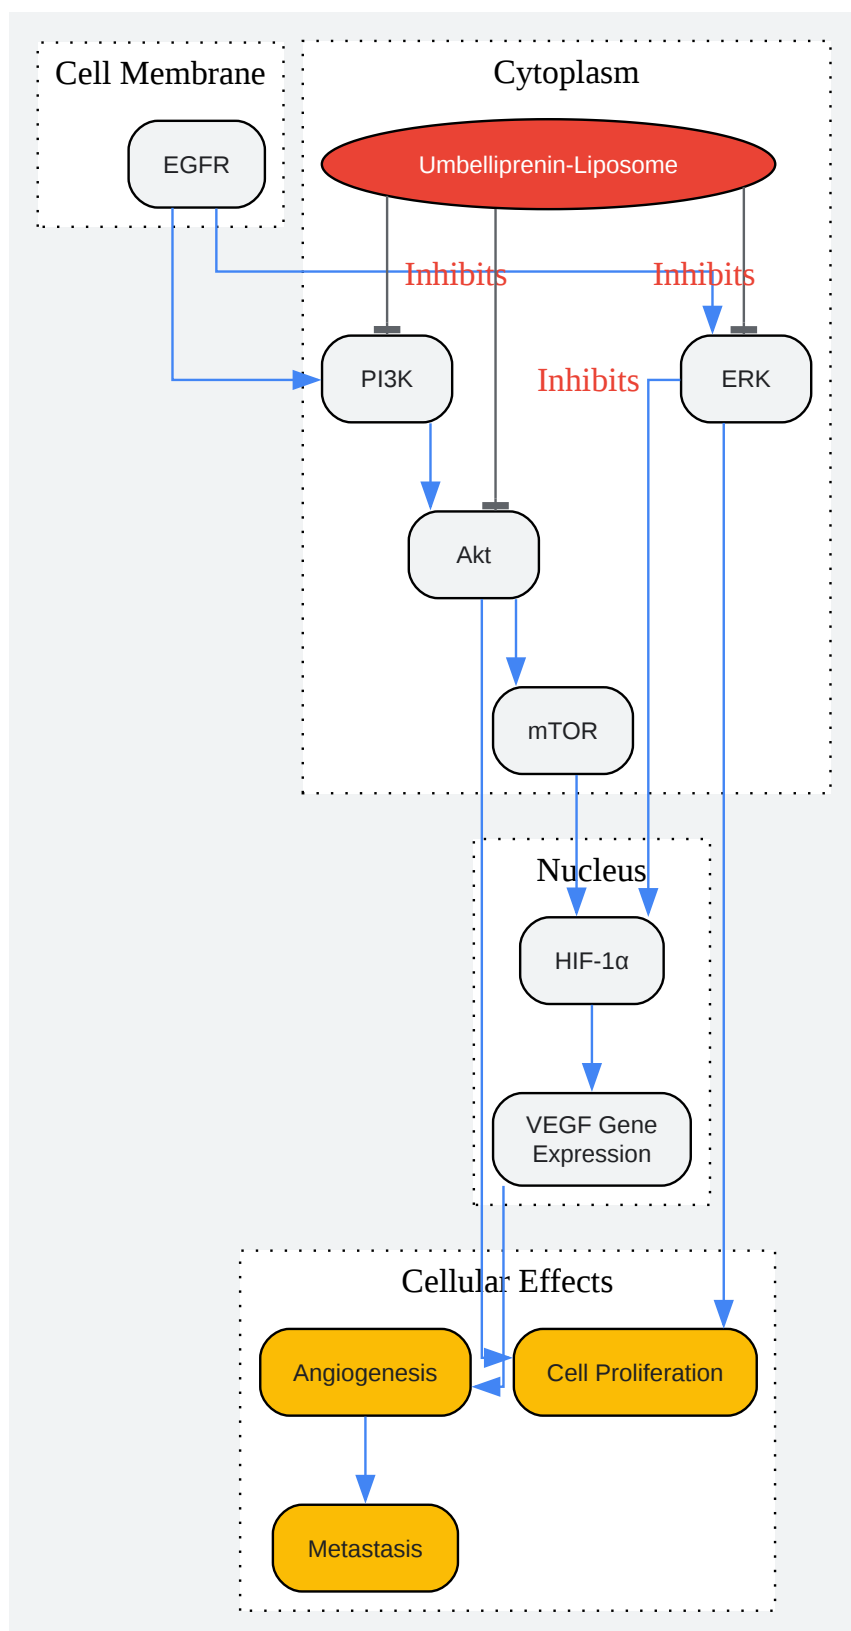 Cell Membrane
Cytoplasm
EGFR
Umbelliprenin-Liposome
Inhibits
Inhibits
PI3K
Inhibits
ERK
Akt
mTOR
Nucleus
HIF-1α
VEGF Gene
Expression
Cellular Effects
Angiogenesis
Cell Proliferation
Metastasis